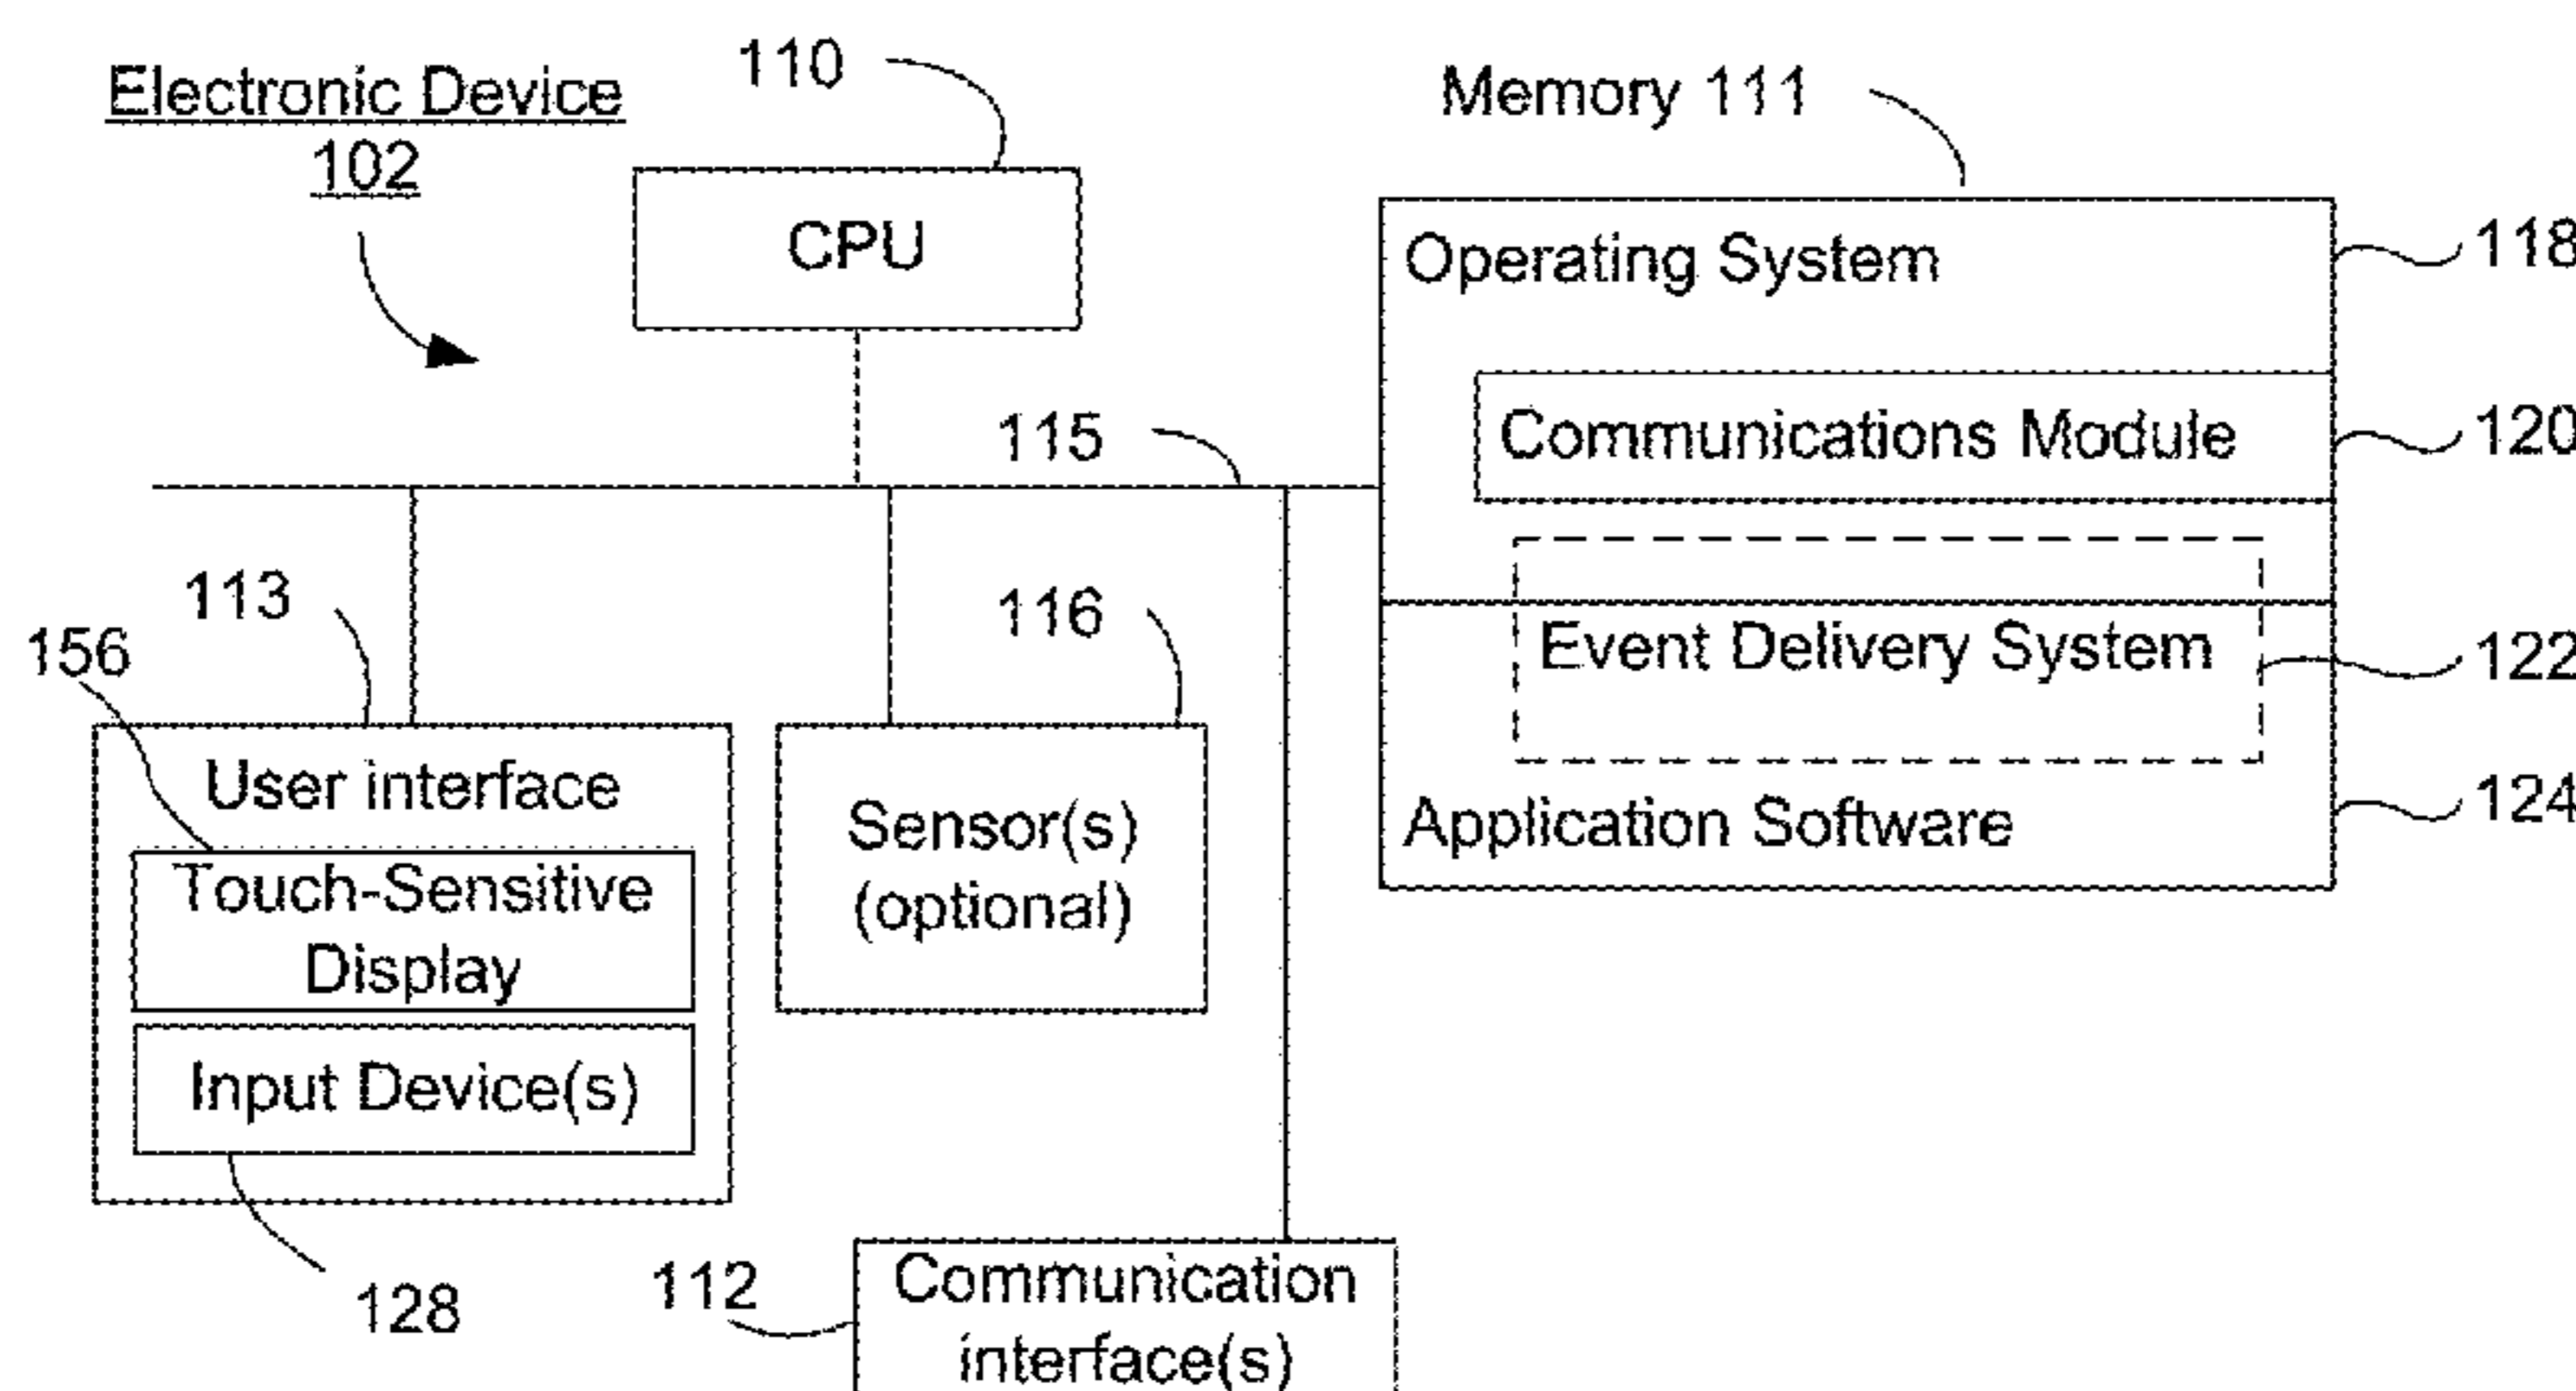 Electronic Device
102
110
CPU
Memory 111
Operating System
118
Communications Module
120
115
Event Delivery System
122
Application Software
124
113
156
User interface
Touch-Sensitive
Display
Input Device(s)
128
116
Sensor(s)
(optional)
112
Communication
interface(s)